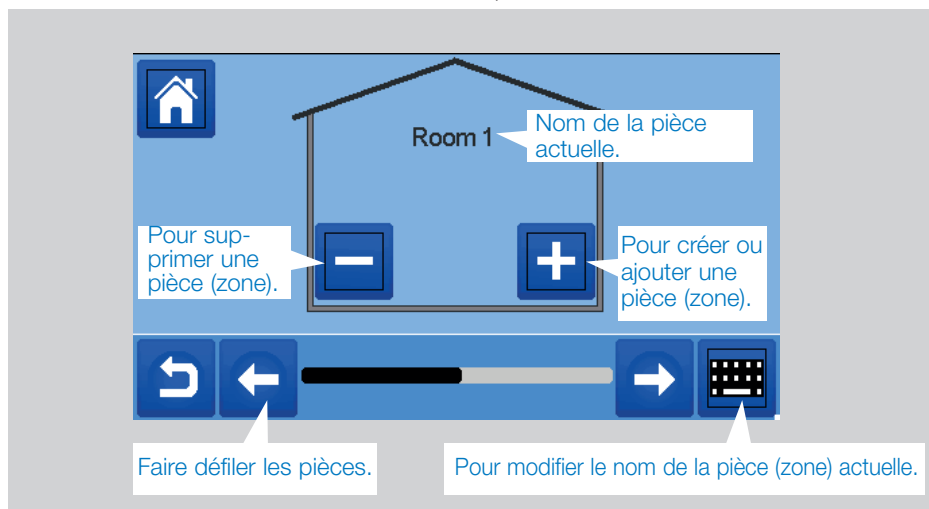 Room 1
Nom de la pièce
actuelle.
Pour sup-
primer une
pièce (zone).
Pour créer ou
ajouter une
pièce (zone).
Faire défiler les pièces.
Pour modifier le nom de la pièce (zone) actuelle.